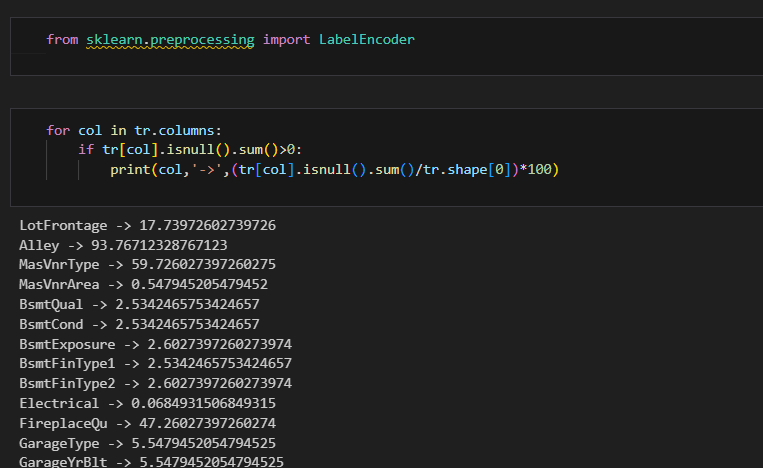 from sklearn.preprocessing import LabelEncoder
for col in tr.columns:
if tr[col].isnull().sum()>0:
print(col,'->',(tr[col].isnull().sum()/tr.shape[0])*100)
LotFrontage -> 17.73972602739726
Alley -> 93.76712328767123
MasVnrType -> 59.726027397260275
MasVnrArea -> 0.547945205479452
BsmtQual -> 2.5342465753424657
BsmtCond -> 2.5342465753424657
BsmtExposure -> 2.6027397260273974
BsmtFinType1 -> 2.5342465753424657
BsmtFinType2 -> 2.6027397260273974
Electrical -> 0.0684931506849315
FireplaceQu -> 47.26027397260274
GarageType -> 5.5479452054794525
GarageYrBlt -> 5.5479452054794525